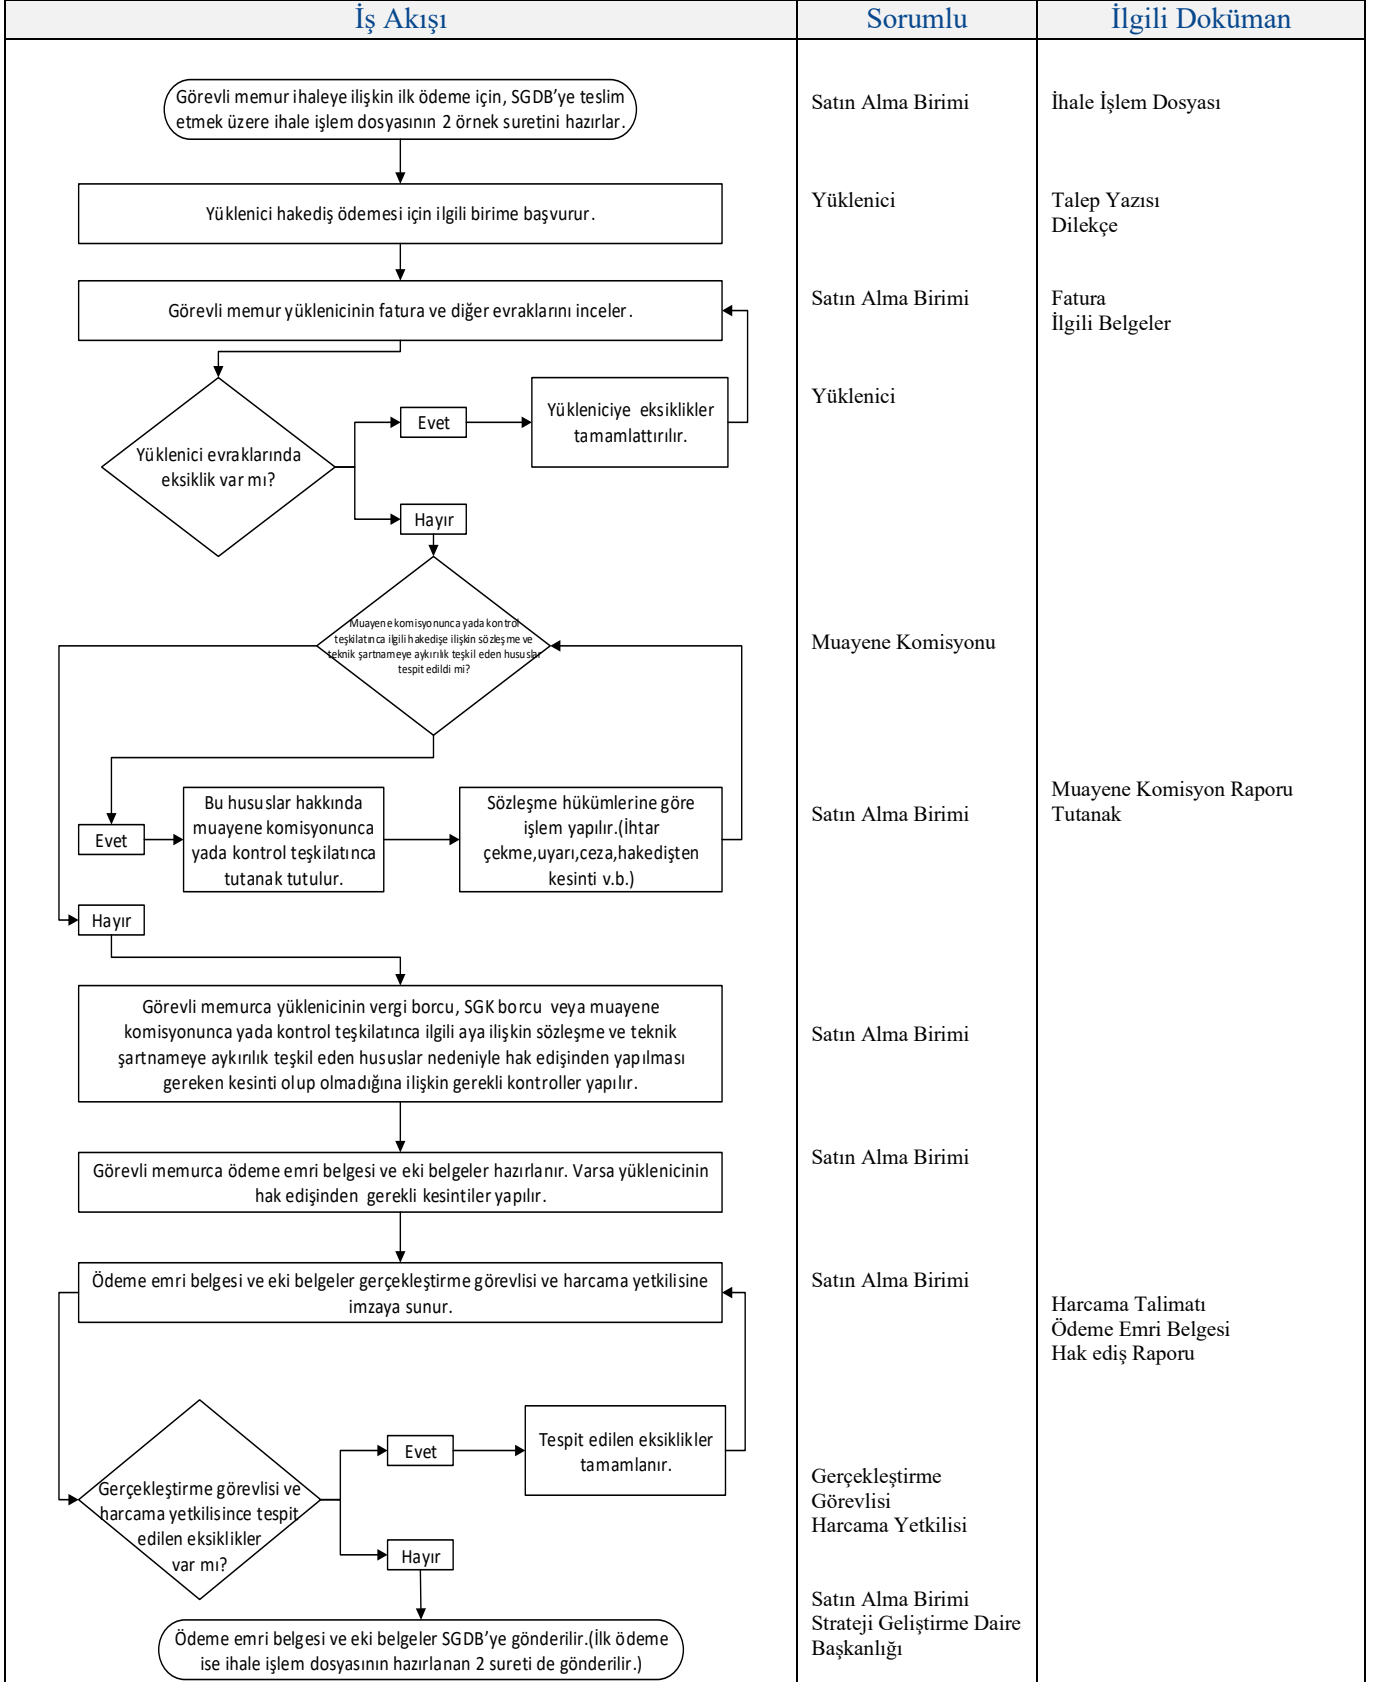 İş Akışı
Sorumlu
İlgili Doküman
Görevli memur ihaleye ilişkin ilk ödeme için, SGDB’ye teslim
etmek üzere ihale işlem dosyasının 2 örnek suretini hazırlar.
Satın Alma Birimi
İhale İşlem Dosyası
Yüklenici hakediş ödemesi için ilgili birime başvurur.
Yüklenici
Talep Yazısı
Dilekçe
Görevli memur yüklenicinin fatura ve diğer evraklarını inceler.
Satın Alma Birimi
Fatura
İlgili Belgeler
Yüklenici evraklarında
eksiklik var mı?
Evet
Yükleniciye eksiklikler
tamamlattırılır.
Yüklenici
Hayır
Muayene komisyonunca yada kontrol
teşkilatınca ilgili hakedişe ilişkin sözleşme ve
teknik şartnameye aykırılık teşkil eden hususlar
tespit edildi mi?
Muayene Komisyonu
Evet
Bu hususlar hakkında
muayene komisyonunca
yada kontrol teşkilatınca
tutanak tutulur.
Sözleşme hükümlerine göre
işlem yapılır.(İhtar
çekme,uyarı,ceza,hakedişten
kesinti v.b.)
Satın Alma Birimi
Muayene Komisyon Raporu
Tutanak
Hayır
Görevli memurca yüklenicinin vergi borcu, SGK borcu veya muayene
komisyonunca yada kontrol teşkilatınca ilgili aya ilişkin sözleşme ve teknik
şartnameye aykırılık teşkil eden hususlar nedeniyle hak edişinden yapılması
gereken kesinti olup olmadığına ilişkin gerekli kontroller yapılır.
Satın Alma Birimi
Görevli memurca ödeme emri belgesi ve eki belgeler hazırlanır. Varsa yüklenicinin
hak edişinden gerekli kesintiler yapılır.
Satın Alma Birimi
Ödeme emri belgesi ve eki belgeler gerçekleştirme görevlisi ve harcama yetkilisine
imzaya sunur.
Satın Alma Birimi
Harcama Talimatı
Ödeme Emri Belgesi
Hak ediş Raporu
Gerçekleştirme görevlisi ve
harcama yetkilisince tespit
edilen eksiklikler
var mı?
Evet
Tespit edilen eksiklikler
tamamlanır.
Gerçekleştirme
Görevlisi
Harcama Yetkilisi
Hayır
Ödeme emri belgesi ve eki belgeler SGDB’ye gönderilir.(İlk ödeme
ise ihale işlem dosyasının hazırlanan 2 sureti de gönderilir.)
Satın Alma Birimi
Strateji Geliştirme Daire
Başkanlığı